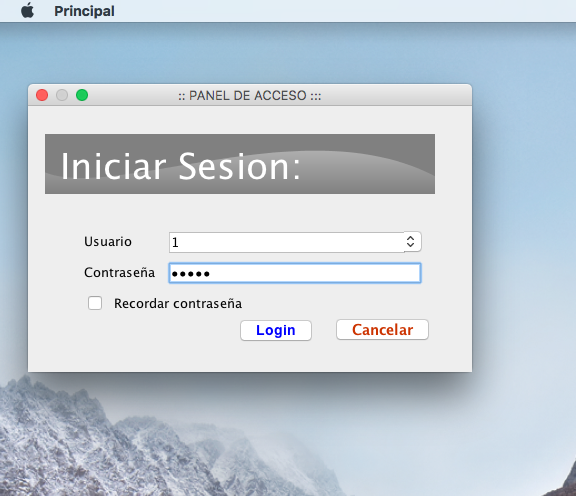 Principal
:: PANEL DE ACCESO :::
Iniciar Sesion:
Usuario 1
Contraseña •••••
Recordar contraseña
Login Cancelar